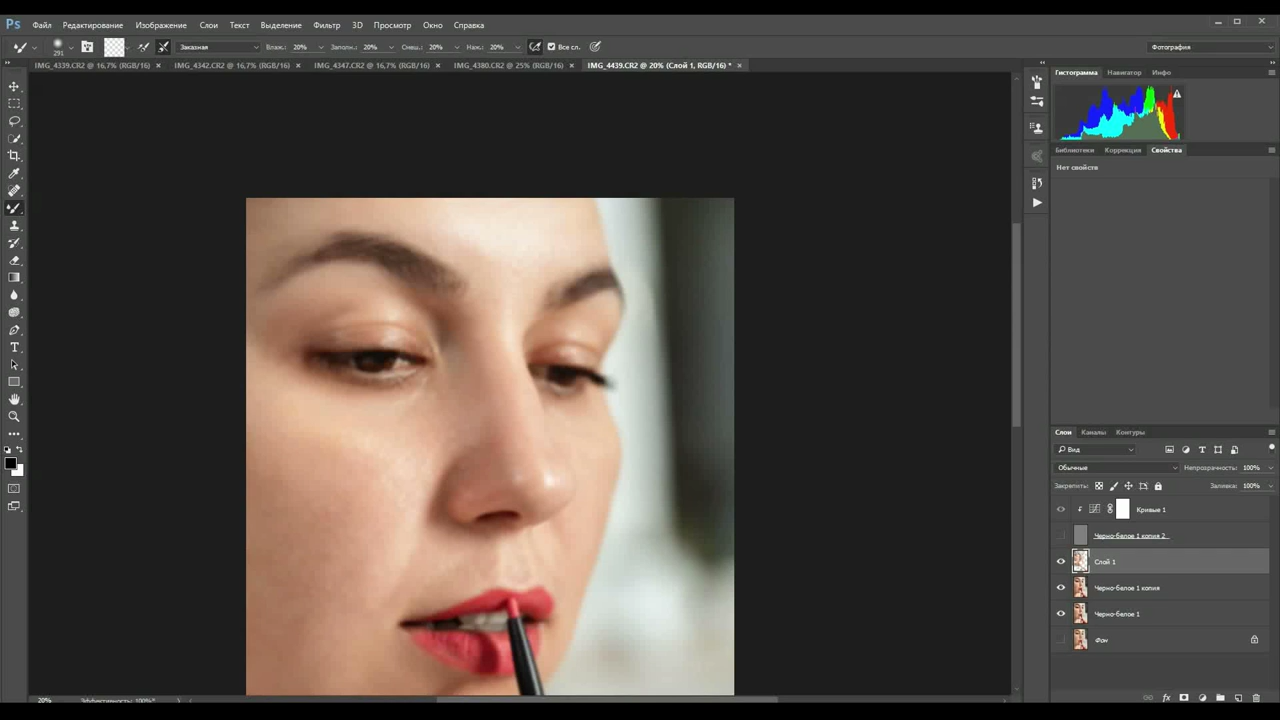 Ps Файл Редактирование Изображение Слои Текст Выделение Фильтр 3D Просмотр Окно Справка
291 Заказная Влаж.: 20% Заполн.: 20% Смеш.: 20% Наж.: 20% Все сл. Фотография
IMG_4339.CR2 @ 16,7% (RGB/16) × IMG_4342.CR2 @ 16,7% (RGB/16) × IMG_4347.CR2 @ 16,7% (RGB/16) × IMG_4380.CR2 @ 25% (RGB/16) × IMG_4439.CR2 @ 20% (Слой 1, RGB/16) * ×
Гистограмма Навигатор Инфо
Библиотеки Коррекция Свойства
Нет свойств
Слои Каналы Контуры
Вид
Обычные Непрозрачность: 100%
Закрепить: Заливка: 100%
Кривые 1
Черно-белое 1 копия 2
Слой 1
Черно-белое 1 копия
Черно-белое 1
Фон
20% Эффективность: 100%*